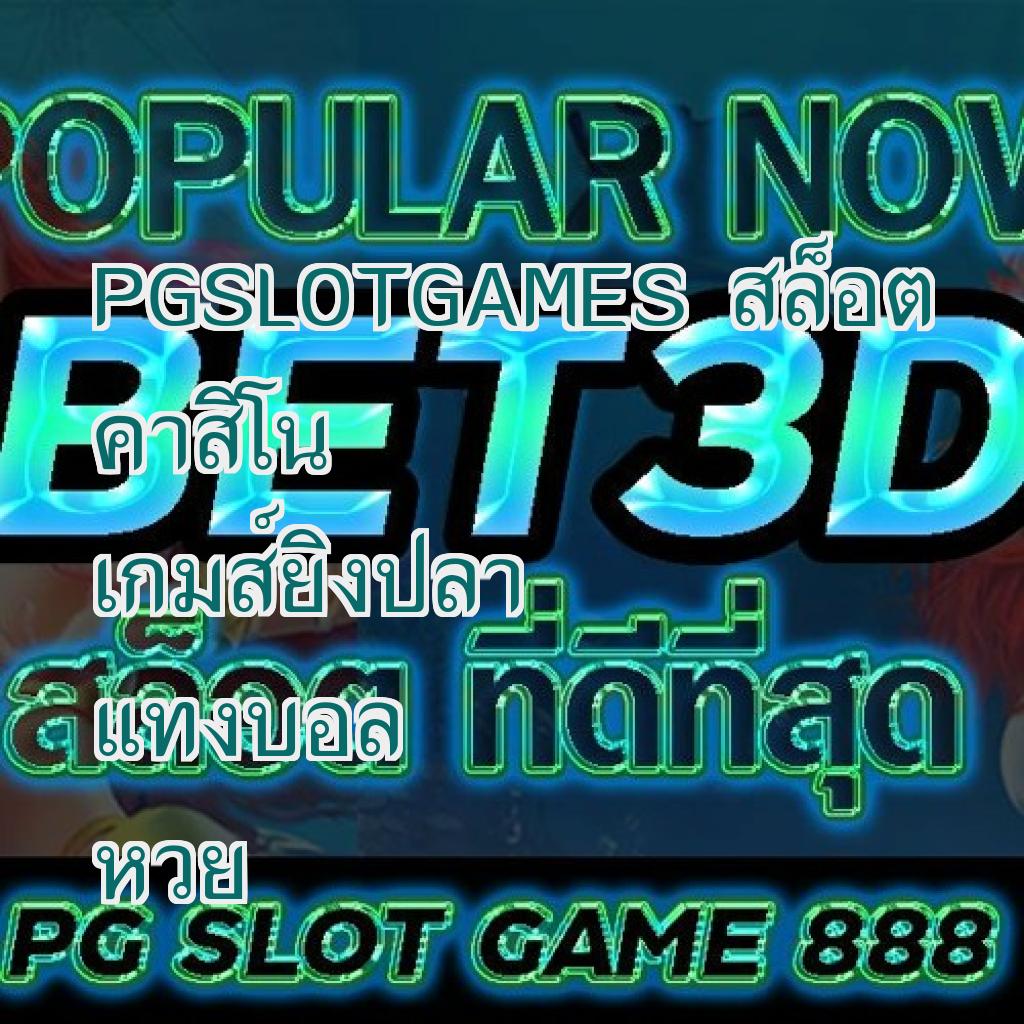 POPULAR NOW
PGSLOTGAMES สล็อต
BET3D
คาสิโน
เกมส์ยิงปลา
สล็อต ที่ดีที่สุด
แทงบอล
หวย
PG SLOT GAME 888